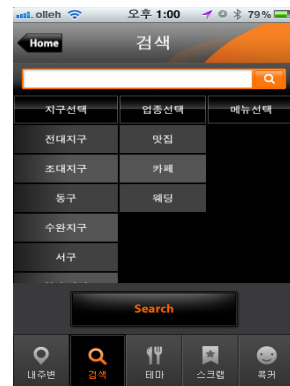 olleh 오후 1:00 79%
Home 검색
지구선택 업종선택 메뉴선택
전대지구 맛집
조대지구 카페
동구 웨딩
수완지구
서구
Search
내주변 검색 테마 스크랩 쿡커